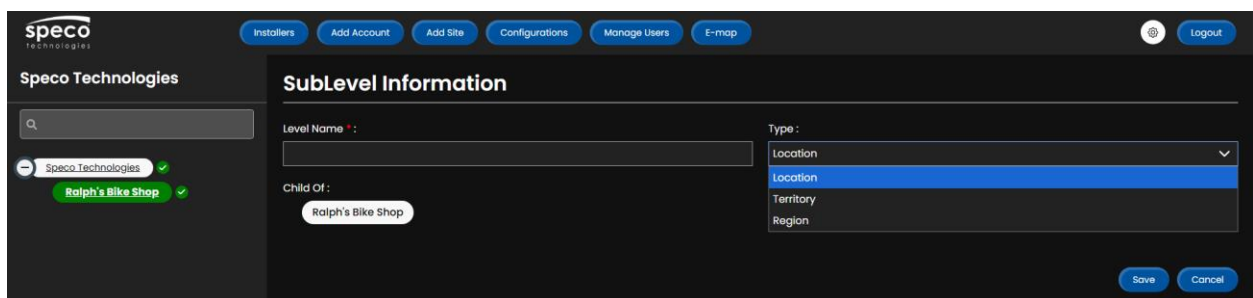 speco
technologies
Installers
Add Account
Add Site
Configurations
Manage Users
E-map
Logout
Speco Technologies
Speco Technologies
Ralph's Bike Shop
SubLevel Information
Level Name * :
Type :
Location
Location
Territory
Region
Child Of :
Ralph's Bike Shop
Save
Cancel